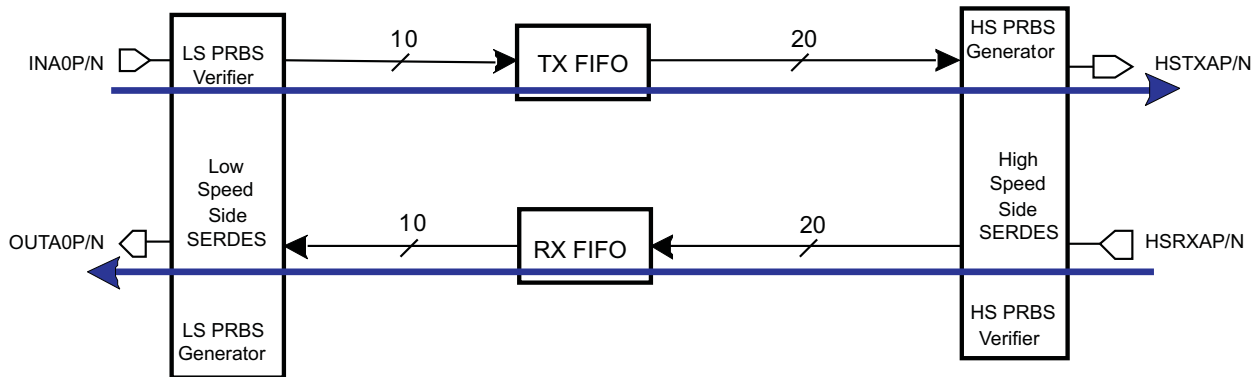 INA0P/N
LS PRBS
Verifier
10
TX FIFO
20
HS PRBS
Generator
HSTXAP/N
Low
Speed
Side
SERDES
High
Speed
Side
SERDES
OUTA0P/N
10
RX FIFO
20
HSRXAP/N
LS PRBS
Generator
HS PRBS
Verifier